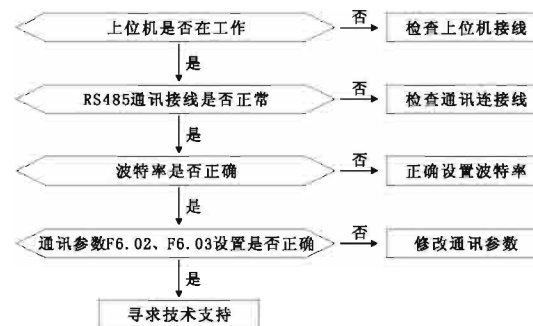 上位机是否在工作
否
检查上位机接线
是
RS485通讯接线是否正常
否
检查通讯连接线
是
波特率是否正确
否
正确设置波特率
是
通讯参数F6.02、F6.03设置是否正确
否
修改通讯参数
是
寻求技术支持